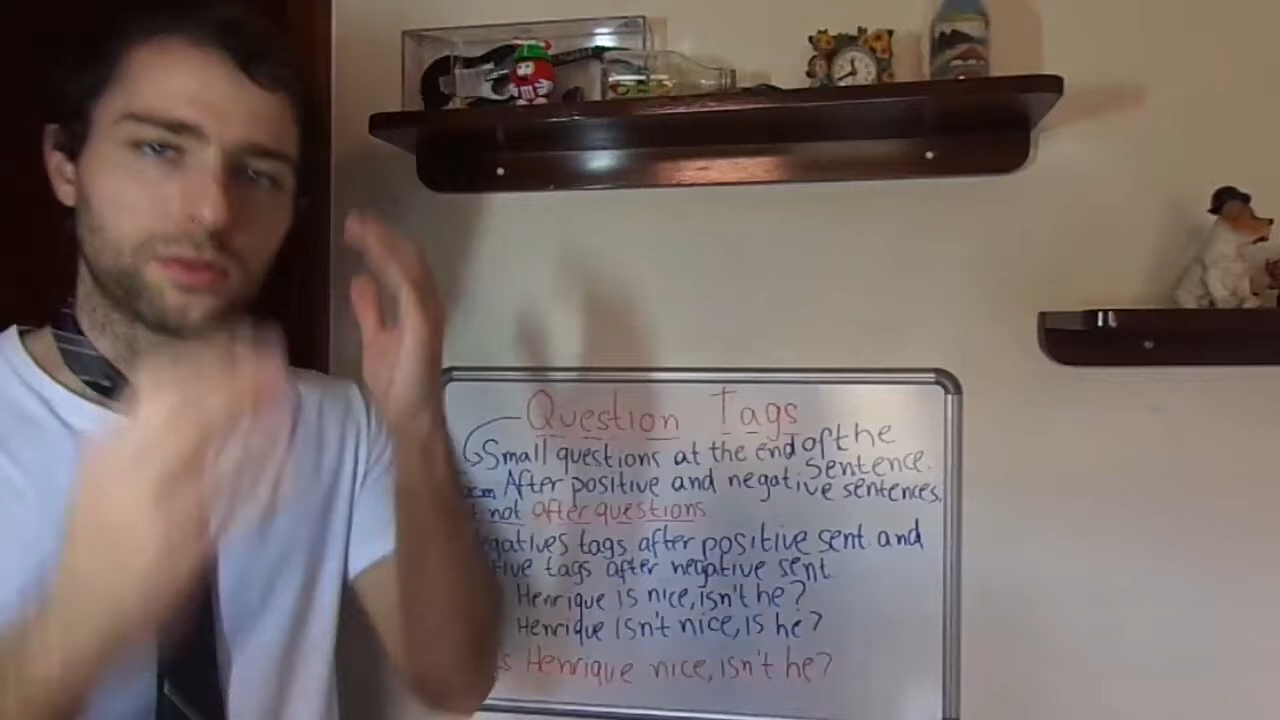 Question Tags
Small questions at the end of the
Sentence.
After positive and negative sentences.
not after questions
tags after positive sent. and
tags after negative sent
Henrique is nice, isn't he?
Henrique isn't nice, is he?
Henrique nice, isn't he?